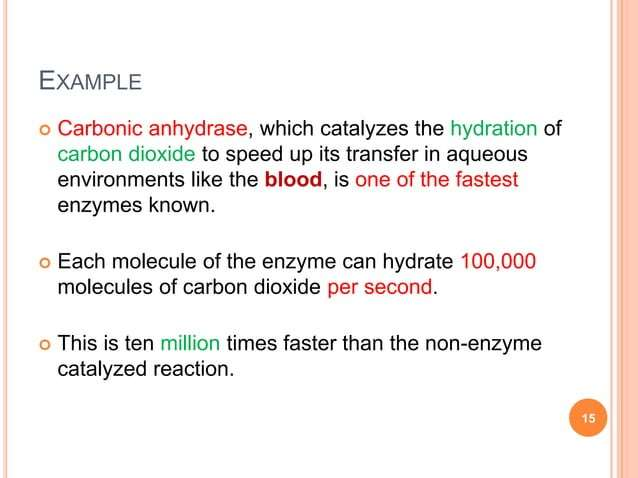 EXAMPLE
Carbonic anhydrase, which catalyzes the hydration of
carbon dioxide to speed up its transfer in aqueous
environments like the blood, is one of the fastest
enzymes known.
Each molecule of the enzyme can hydrate 100,000
molecules of carbon dioxide per second.
This is ten million times faster than the non-enzyme
catalyzed reaction.
15